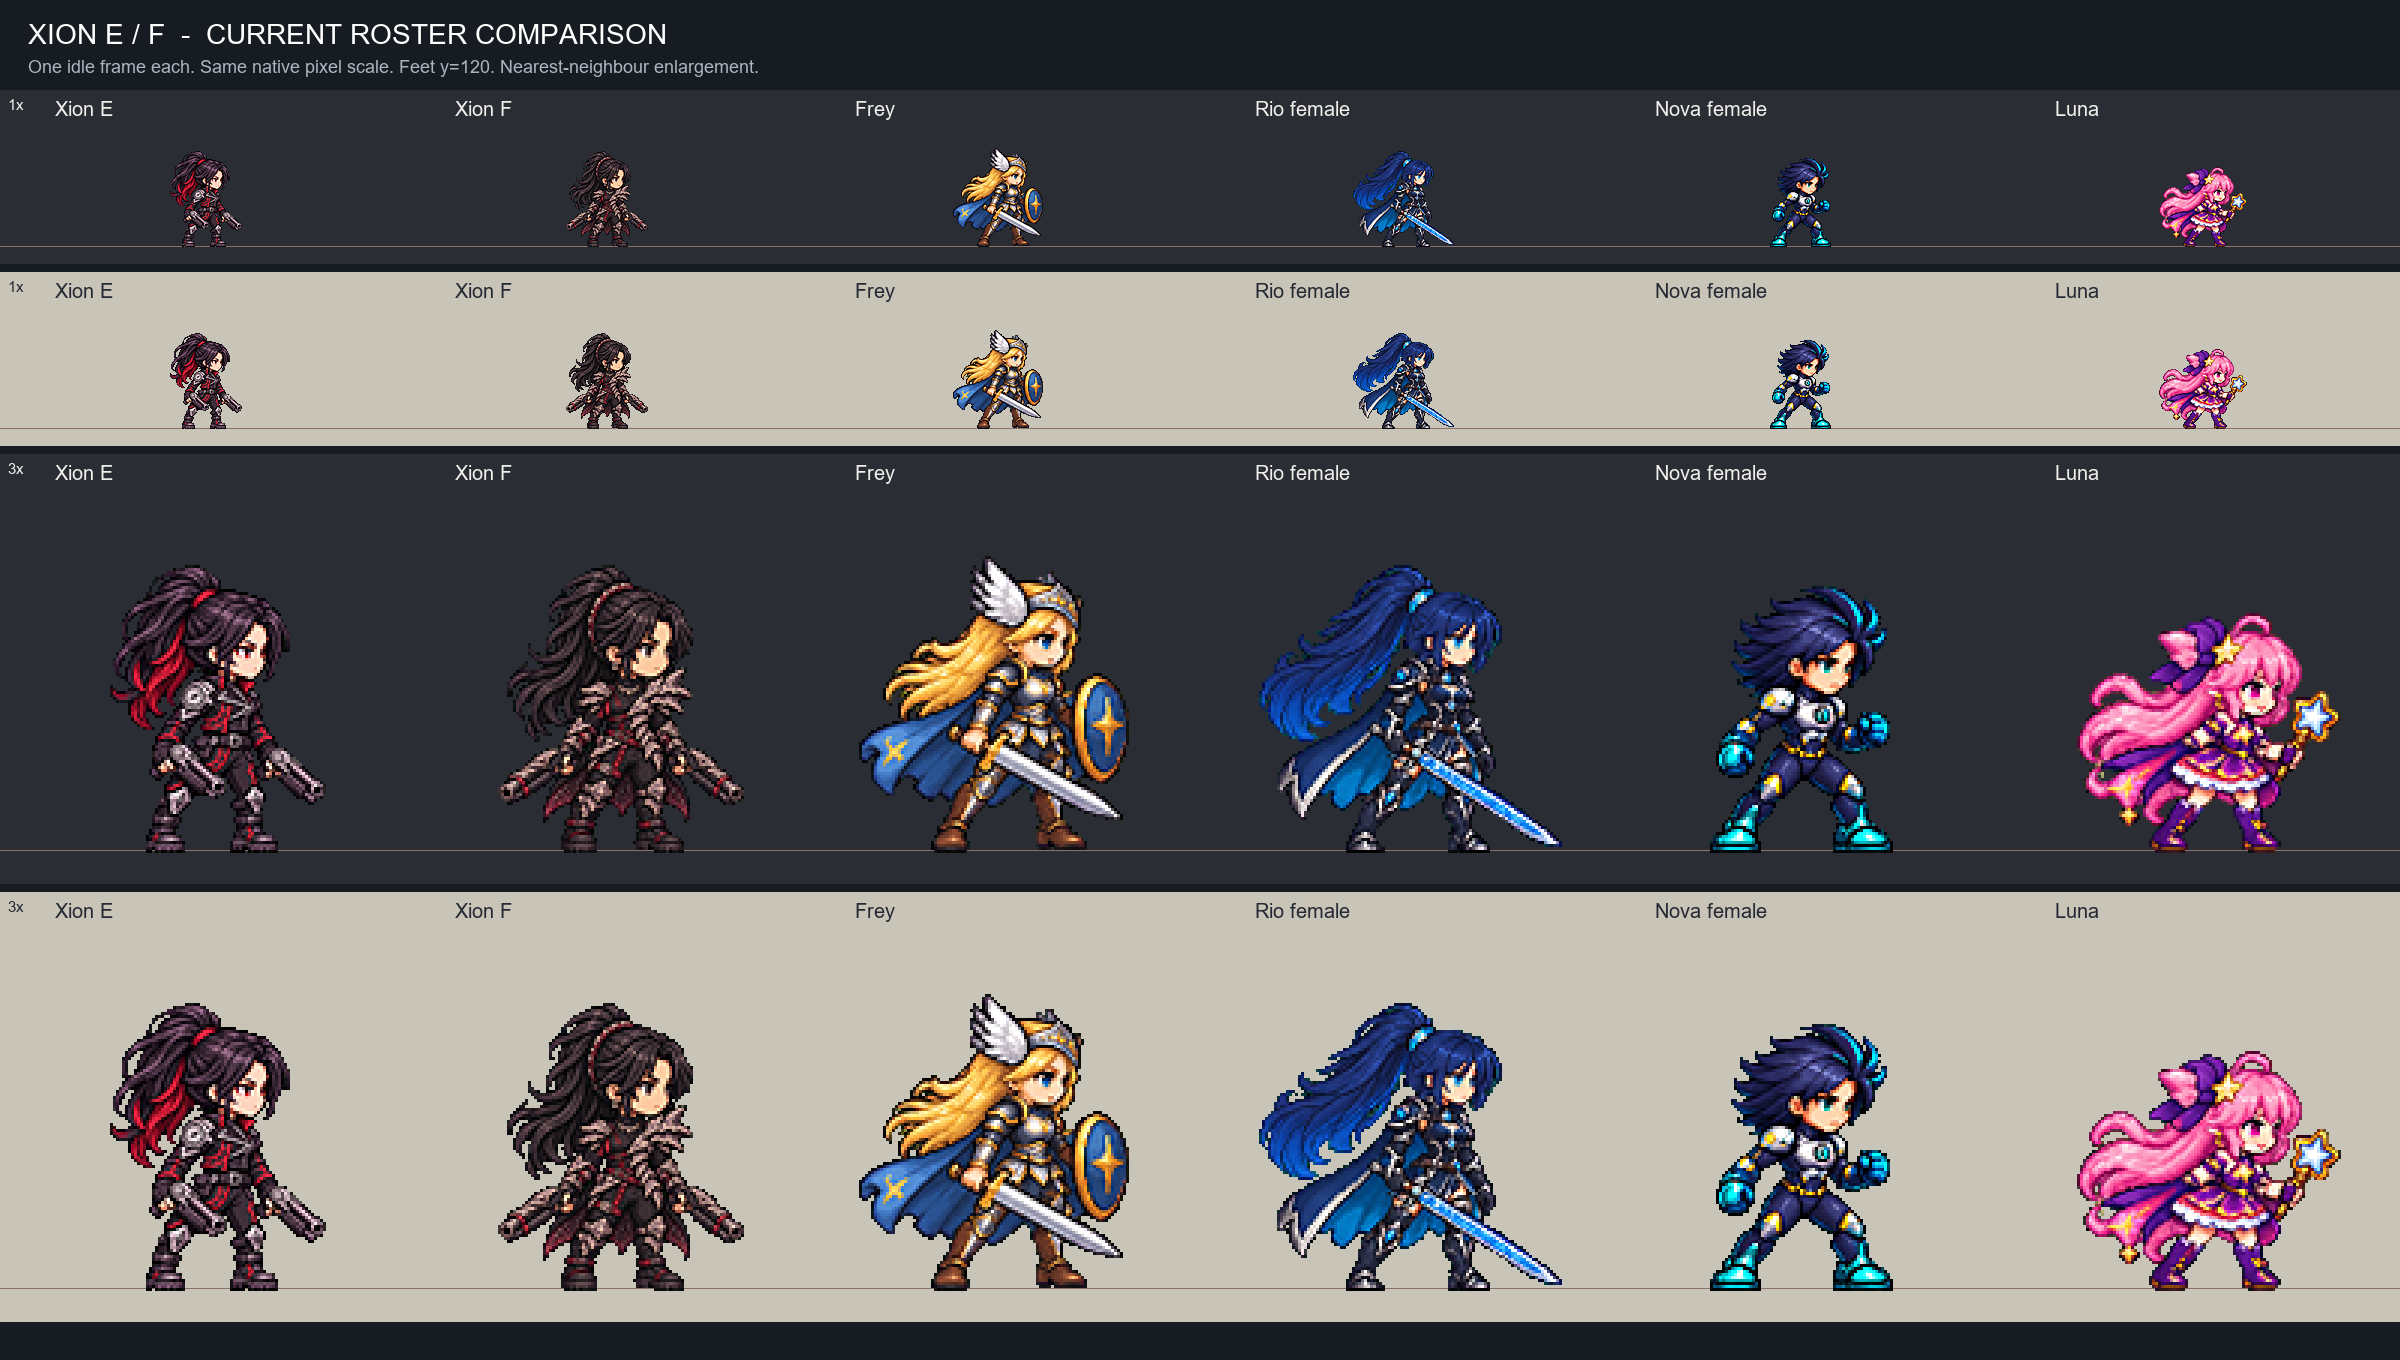 XION E / F - CURRENT ROSTER COMPARISON
One idle frame each. Same native pixel scale. Feet y=120. Nearest-neighbour enlargement.
1x Xion E Xion F Frey Rio female Nova female Luna
1x Xion E Xion F Frey Rio female Nova female Luna
3x Xion E Xion F Frey Rio female Nova female Luna
3x Xion E Xion F Frey Rio female Nova female Luna